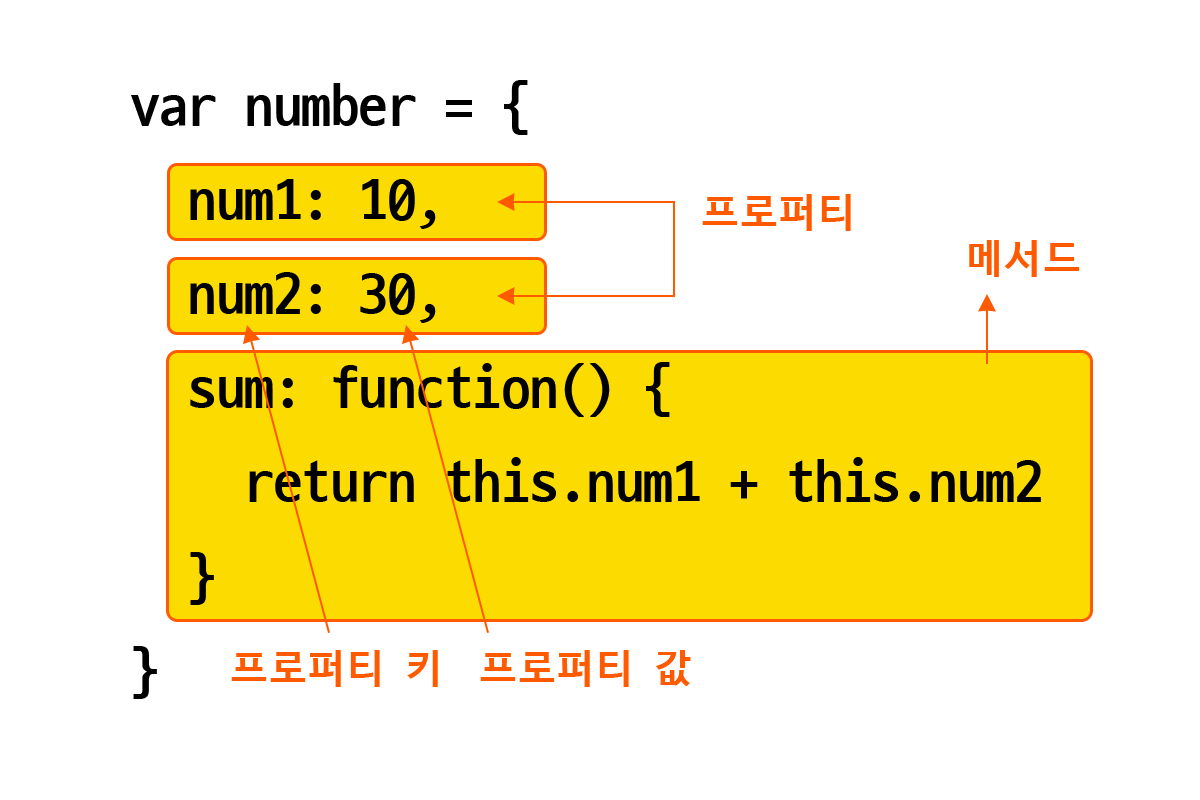 var number = {
num1: 10,
프로퍼티
num2: 30,
메서드
sum: function() {
return this.num1 + this.num2
}
}
프로퍼티 키
프로퍼티 값